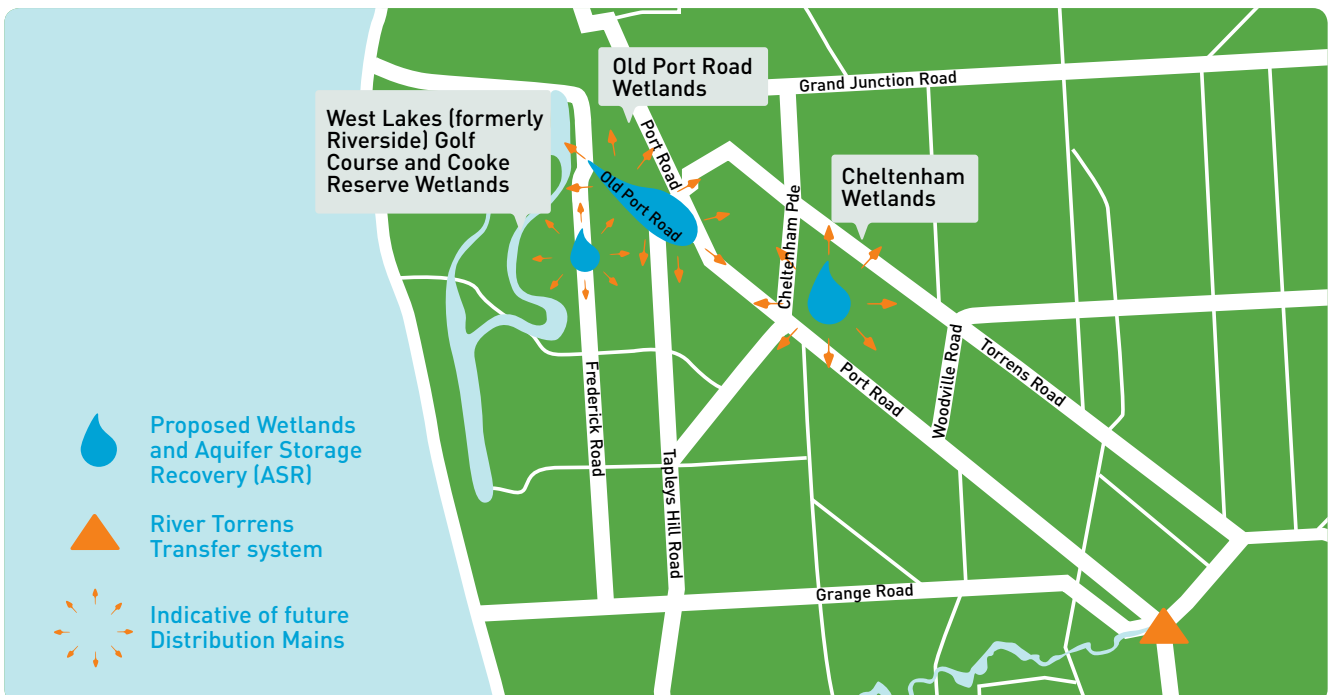 Old Port Road
Wetlands
Grand Junction Road
West Lakes (formerly
Riverside) Golf
Course and Cooke
Reserve Wetlands
Port Road
Old Port Road
Cheltenham Pde
Cheltenham
Wetlands
Frederick Road
Tapleys Hill Road
Port Road
Woodville Road
Torrens Road
Grange Road
Proposed Wetlands
and Aquifer Storage
Recovery (ASR)
River Torrens
Transfer system
Indicative of future
Distribution Mains